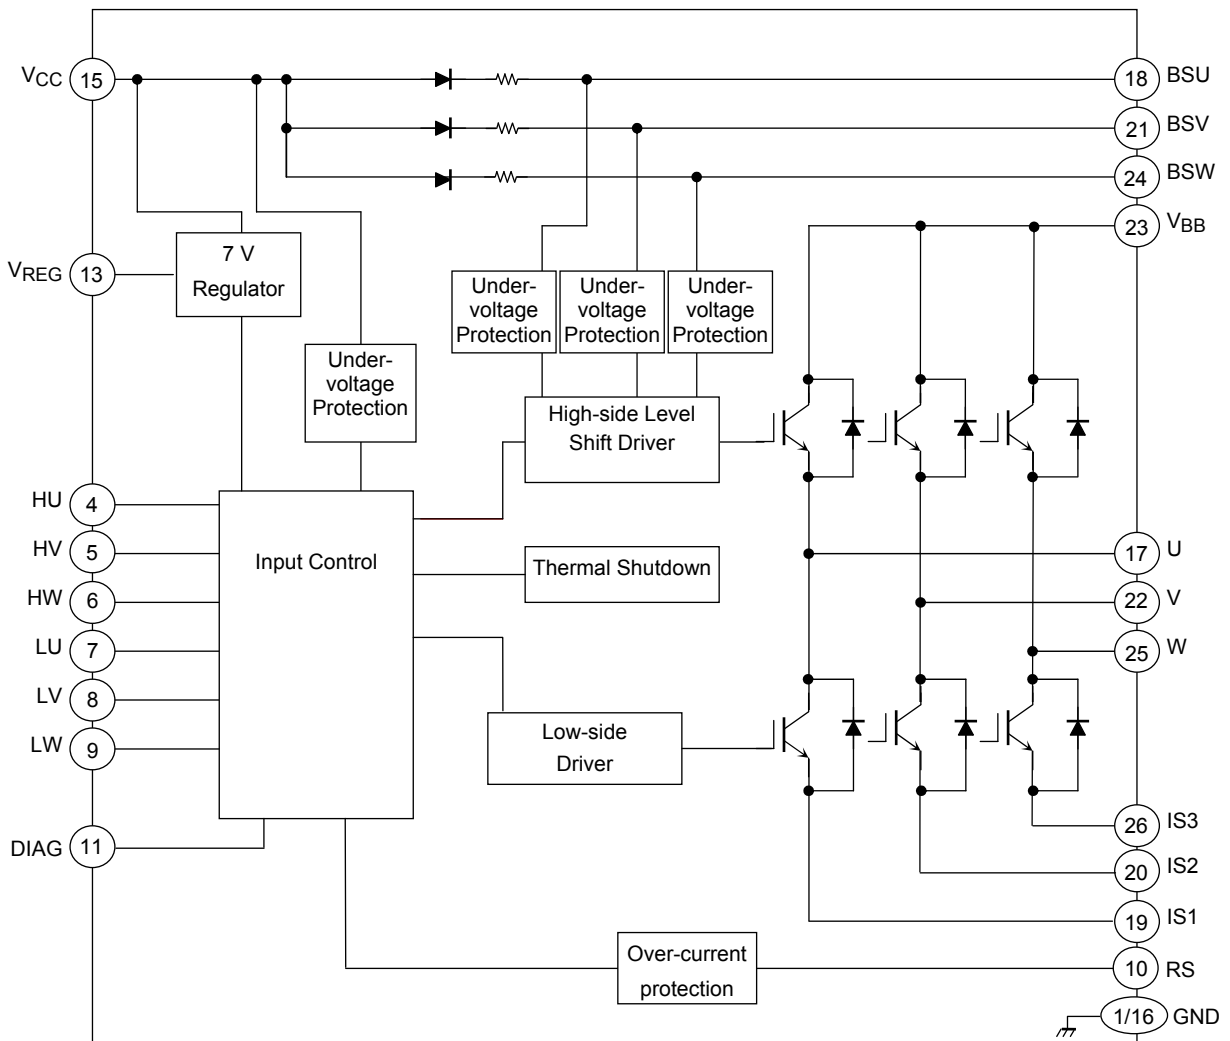 VCC 15
18 BSU
21 BSV
24 BSW
23 VBB
7 V
Regulator
VREG 13
Under-
voltage
Protection
Under-
voltage
Protection
Under-
voltage
Protection
Under-
voltage
Protection
High-side Level
Shift Driver
HU 4
HV 5
HW 6
LU 7
LV 8
LW 9
Input Control
Thermal Shutdown
17 U
22 V
25 W
Low-side
Driver
DIAG 11
26 IS3
20 IS2
19 IS1
Over-current
protection
10 RS
1/16 GND